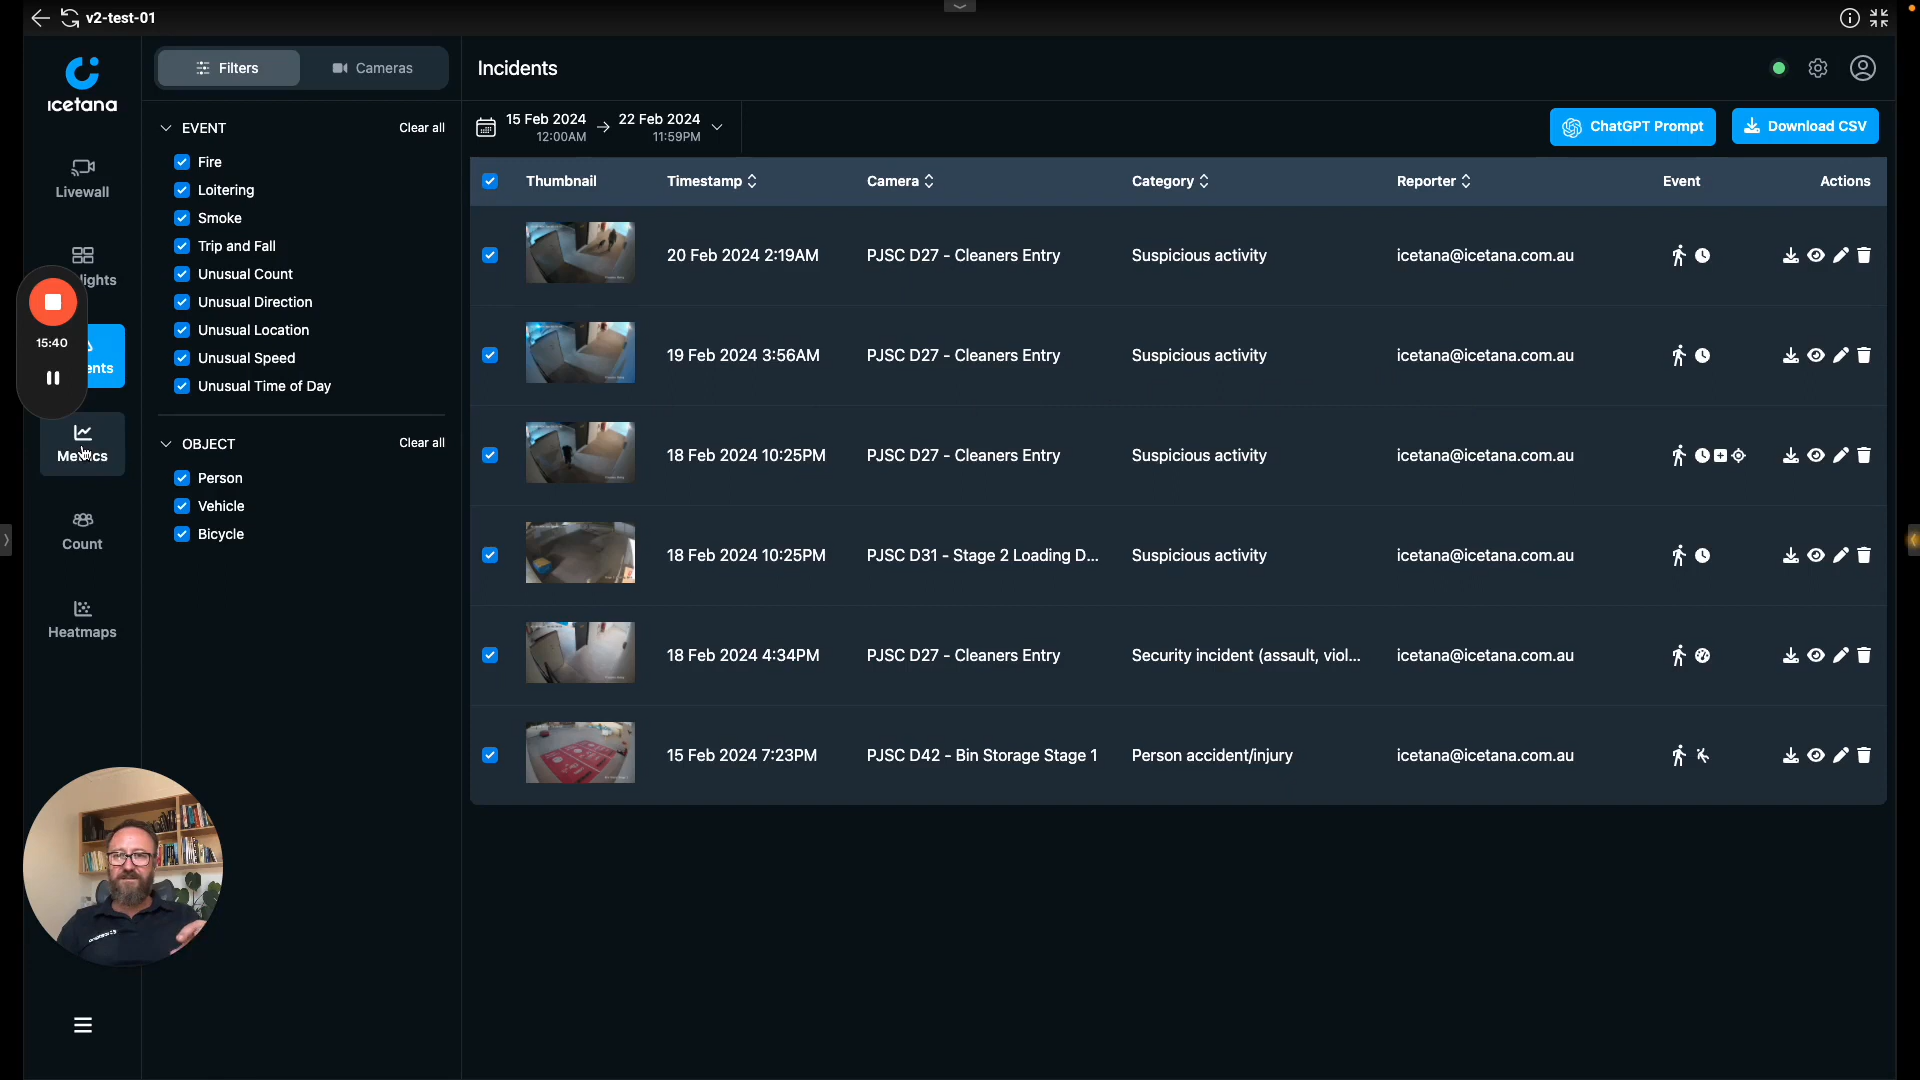 v2-test-01
icetana
Livewall
lights
ents
Metrics
Count
Heatmaps
15:40
Filters
Cameras
EVENT
Clear all
Fire
Loitering
Smoke
Trip and Fall
Unusual Count
Unusual Direction
Unusual Location
Unusual Speed
Unusual Time of Day
OBJECT
Clear all
Person
Vehicle
Bicycle
Incidents
15 Feb 2024 → 22 Feb 2024
12:00AM 11:59PM
ChatGPT Prompt
Download CSV
Thumbnail Timestamp Camera Category Reporter Event Actions
20 Feb 2024 2:19AM PJSC D27 - Cleaners Entry Suspicious activity icetana@icetana.com.au
19 Feb 2024 3:56AM PJSC D27 - Cleaners Entry Suspicious activity icetana@icetana.com.au
18 Feb 2024 10:25PM PJSC D27 - Cleaners Entry Suspicious activity icetana@icetana.com.au
18 Feb 2024 10:25PM PJSC D31 - Stage 2 Loading D... Suspicious activity icetana@icetana.com.au
18 Feb 2024 4:34PM PJSC D27 - Cleaners Entry Security incident (assault, viol... icetana@icetana.com.au
15 Feb 2024 7:23PM PJSC D42 - Bin Storage Stage 1 Person accident/injury icetana@icetana.com.au